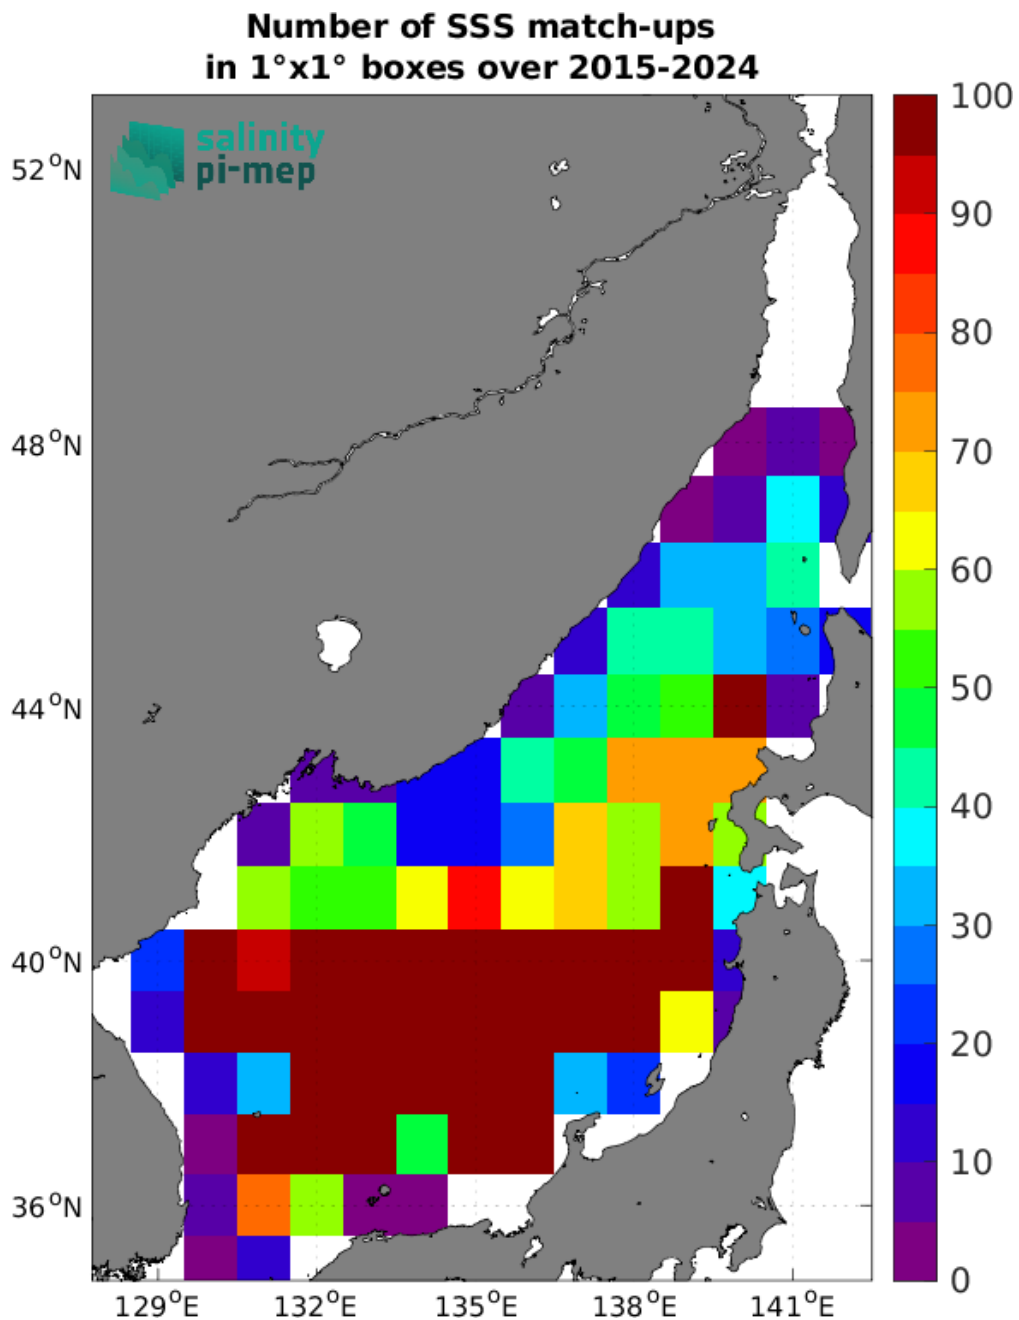 Number of SSS match-ups
in 1°x1° boxes over 2015-2024
salinity
pi-mep
52°N
48°N
44°N
40°N
36°N
129°E 132°E 135°E 138°E 141°E
100
90
80
70
60
50
40
30
20
10
0